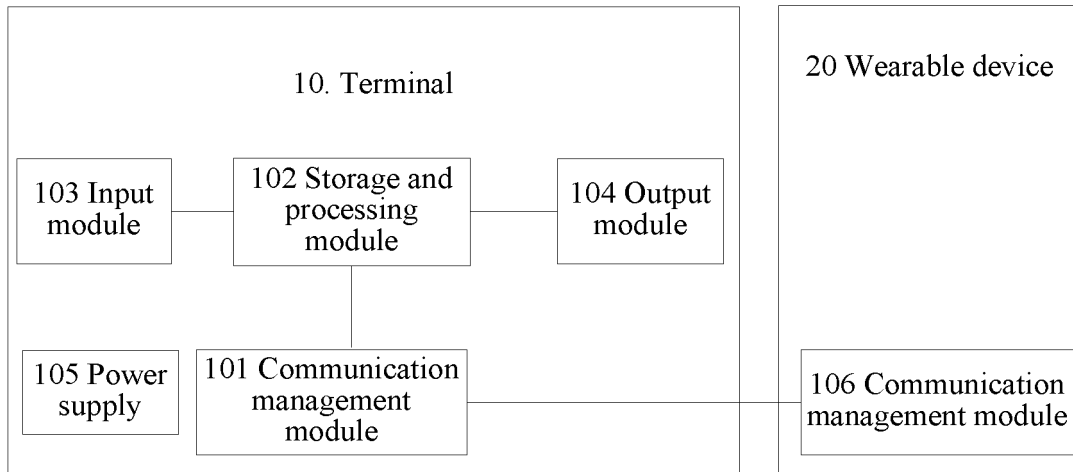 10. Terminal
20 Wearable device
103 Input
module
102 Storage and
processing
module
104 Output
module
105 Power
supply
101 Communication
management
module
106 Communication
management module